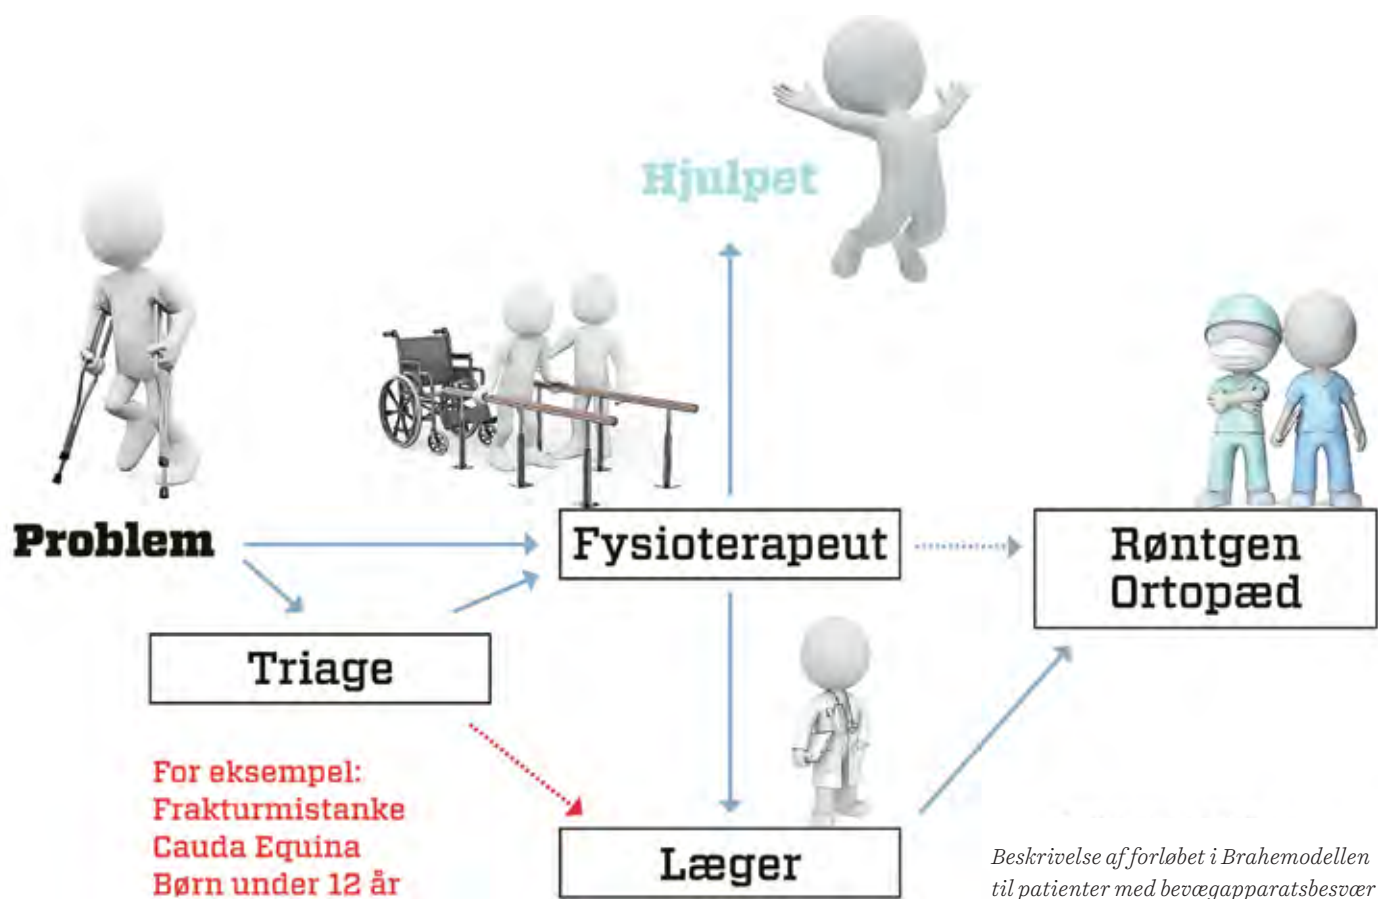 Hjulpet
Problem
Fysioterapeut
Røntgen
Ortopæd
Triage
For eksempel:
Frakturmistanke
Cauda Equina
Børn under 12 år
Læger
Beskrivelse af forløbet i Brahemodellen
til patienter med bevægapparatsbesvær